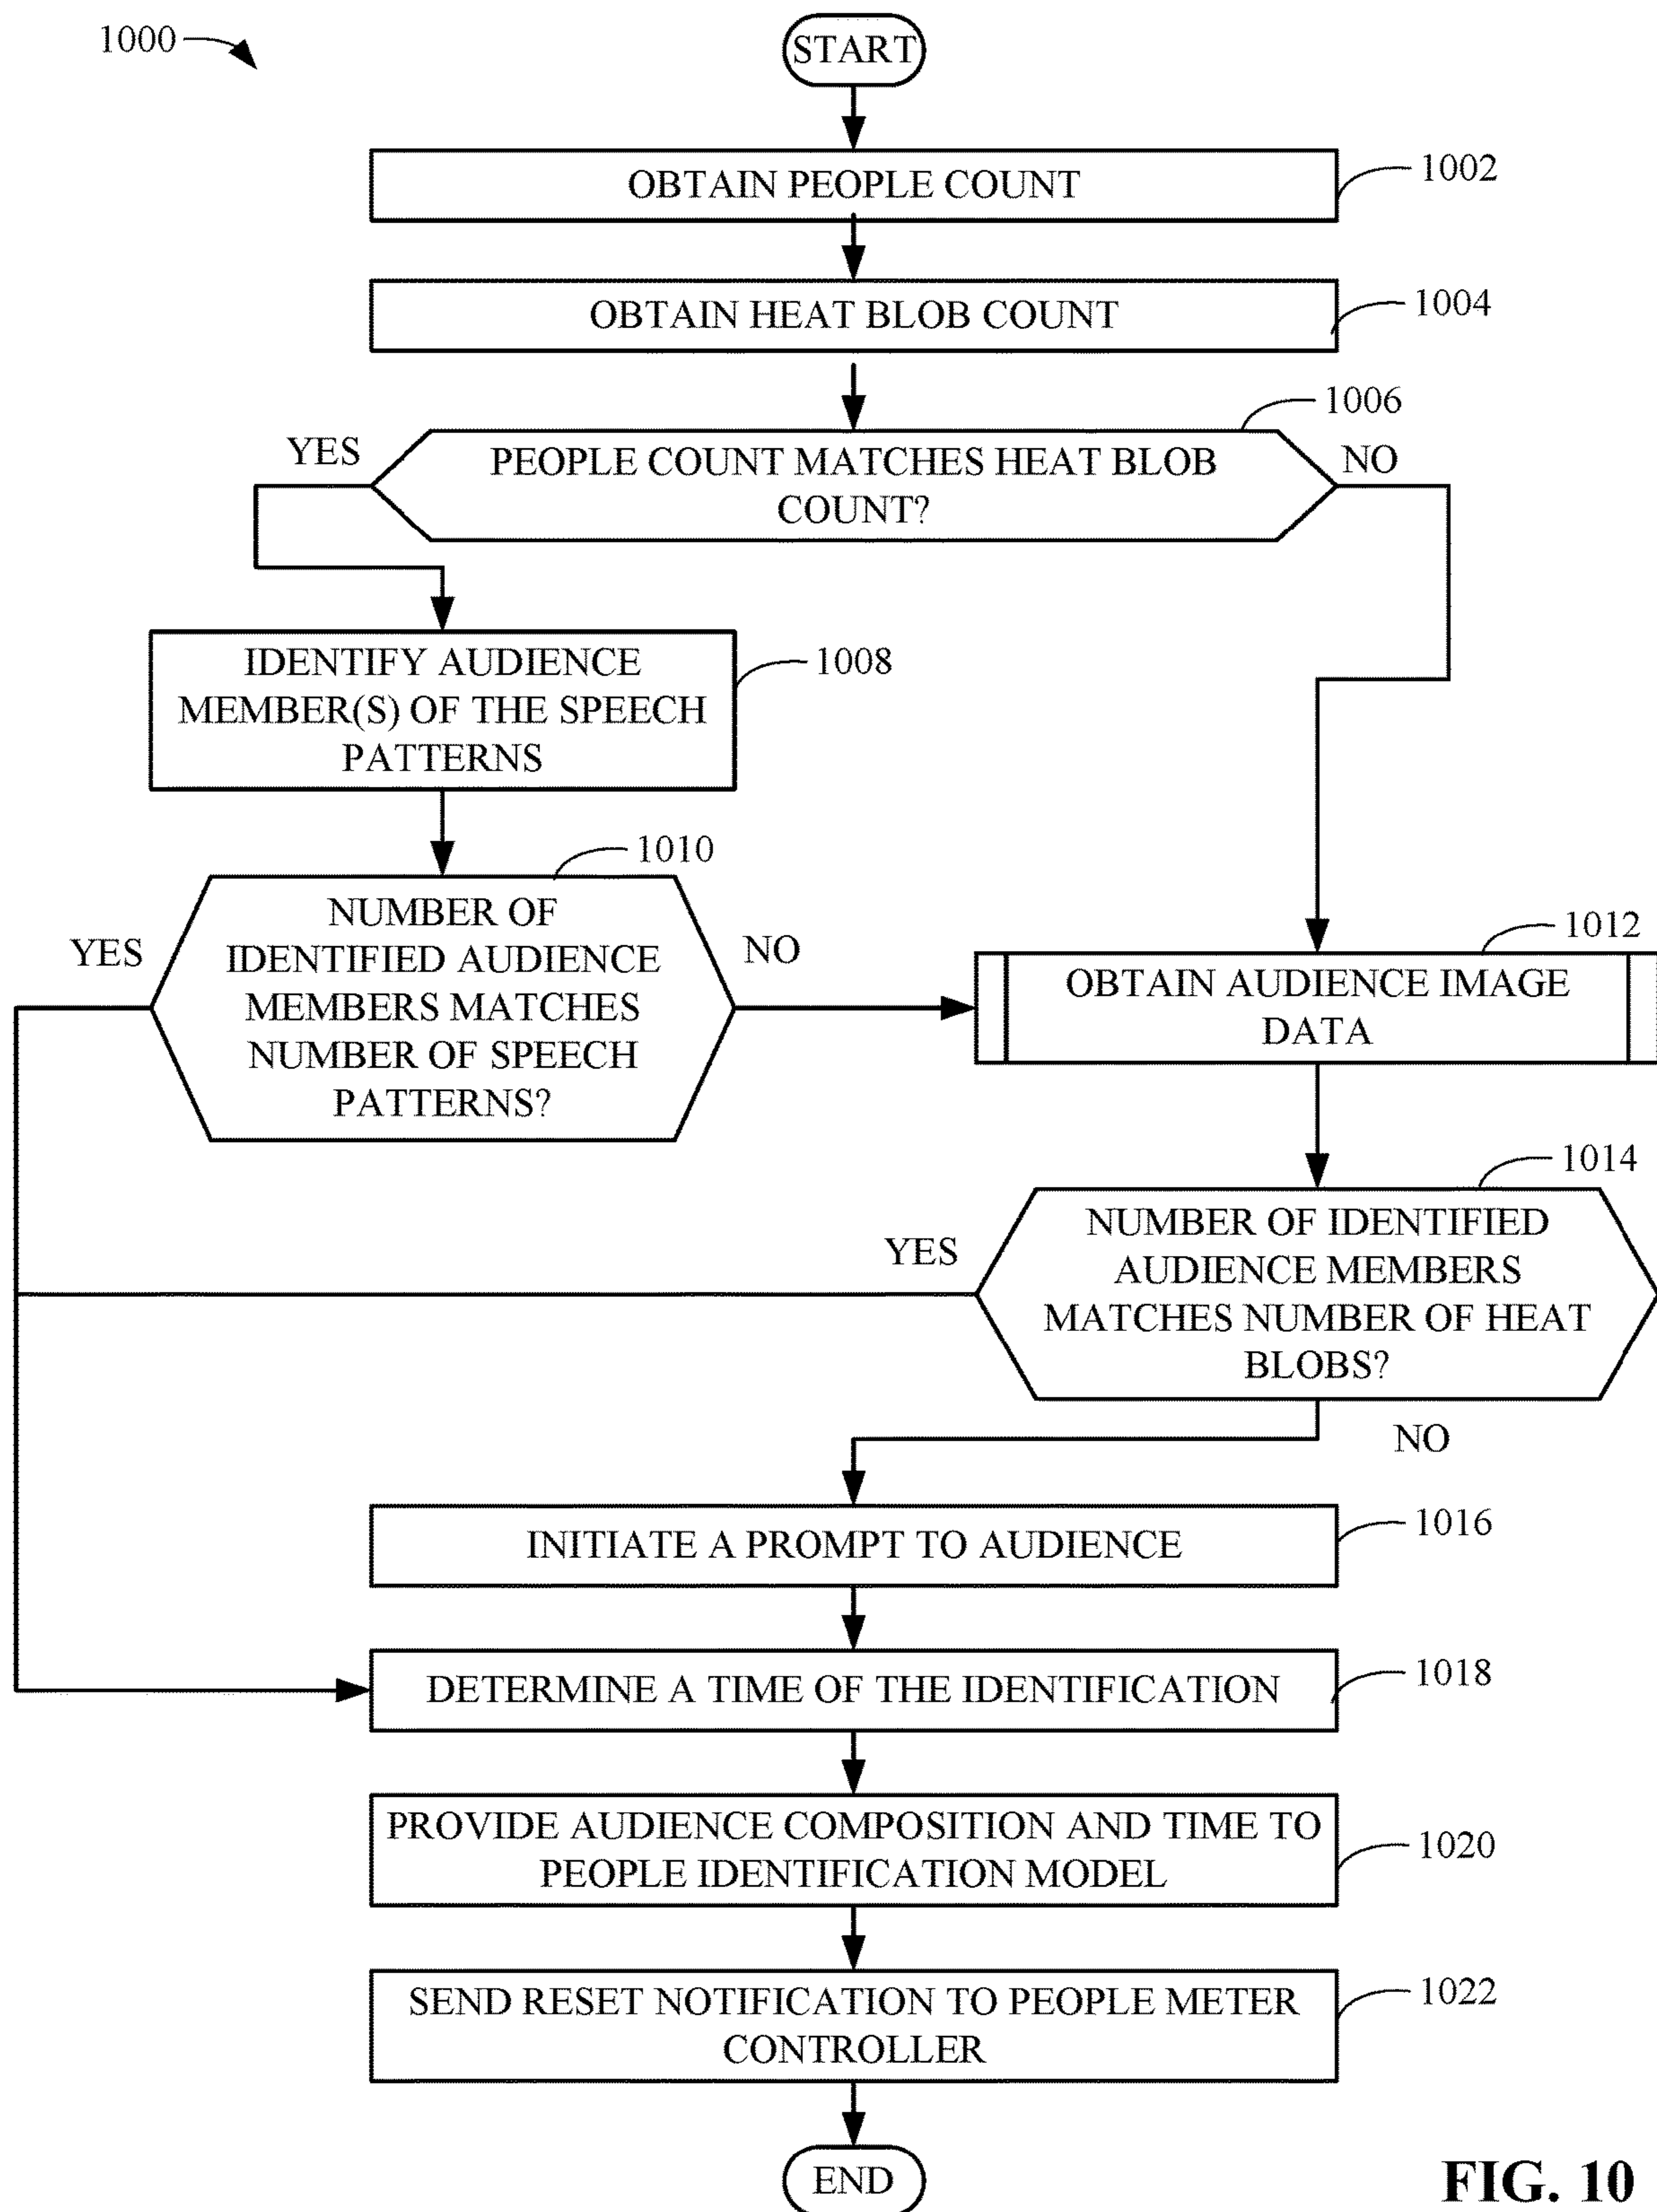 1000
START
OBTAIN PEOPLE COUNT
1002
OBTAIN HEAT BLOB COUNT
1004
1006
YES
PEOPLE COUNT MATCHES HEAT BLOB
COUNT?
NO
IDENTIFY AUDIENCE
MEMBER(S) OF THE SPEECH
PATTERNS
1008
1010
YES
NUMBER OF
IDENTIFIED AUDIENCE
MEMBERS MATCHES
NUMBER OF SPEECH
PATTERNS?
NO
1012
OBTAIN AUDIENCE IMAGE
DATA
1014
YES
NUMBER OF IDENTIFIED
AUDIENCE MEMBERS
MATCHES NUMBER OF HEAT
BLOBS?
NO
INITIATE A PROMPT TO AUDIENCE
1016
DETERMINE A TIME OF THE IDENTIFICATION
1018
PROVIDE AUDIENCE COMPOSITION AND TIME TO
PEOPLE IDENTIFICATION MODEL
1020
SEND RESET NOTIFICATION TO PEOPLE METER
CONTROLLER
1022
END
FIG. 10